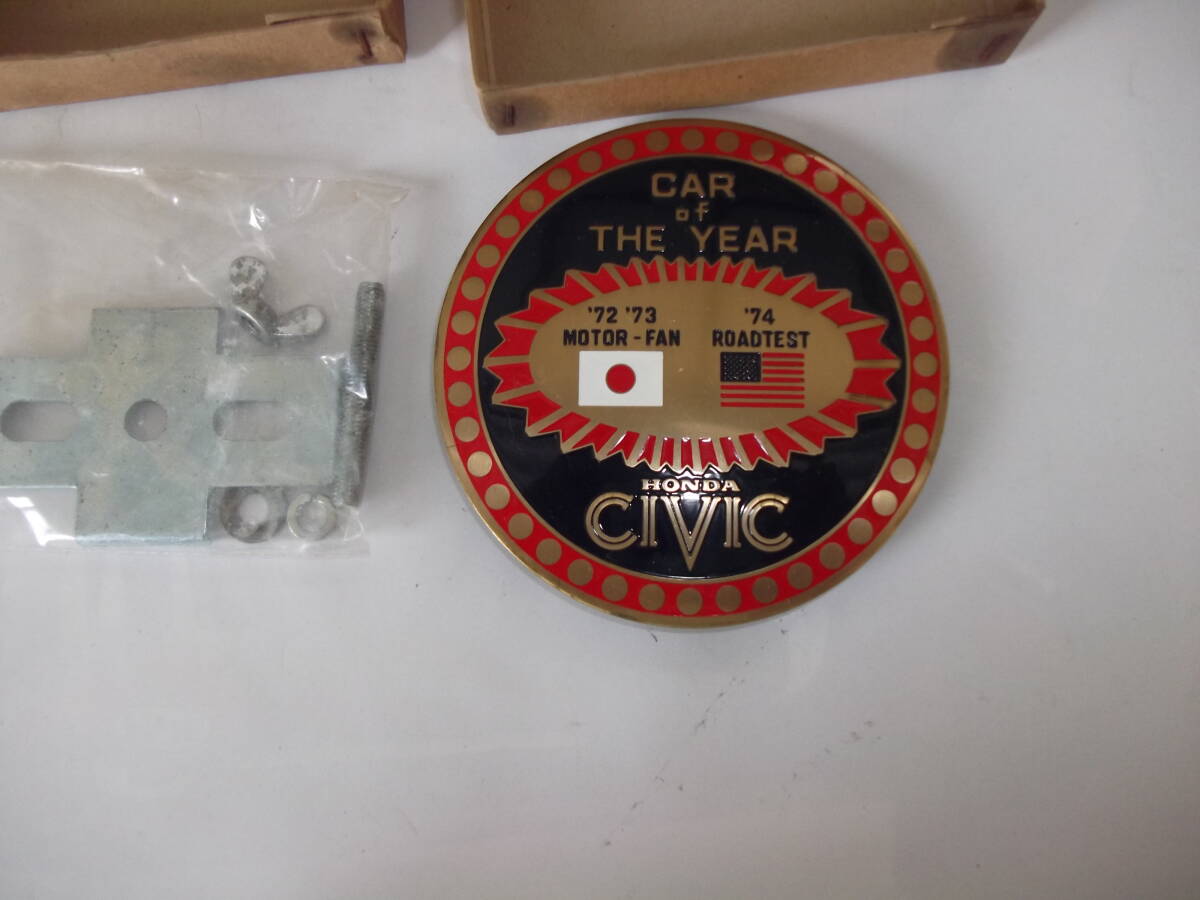 CAR
of
THE YEAR
'72 '73 '74
MOTOR-FAN ROADTEST
HONDA
CIVIC